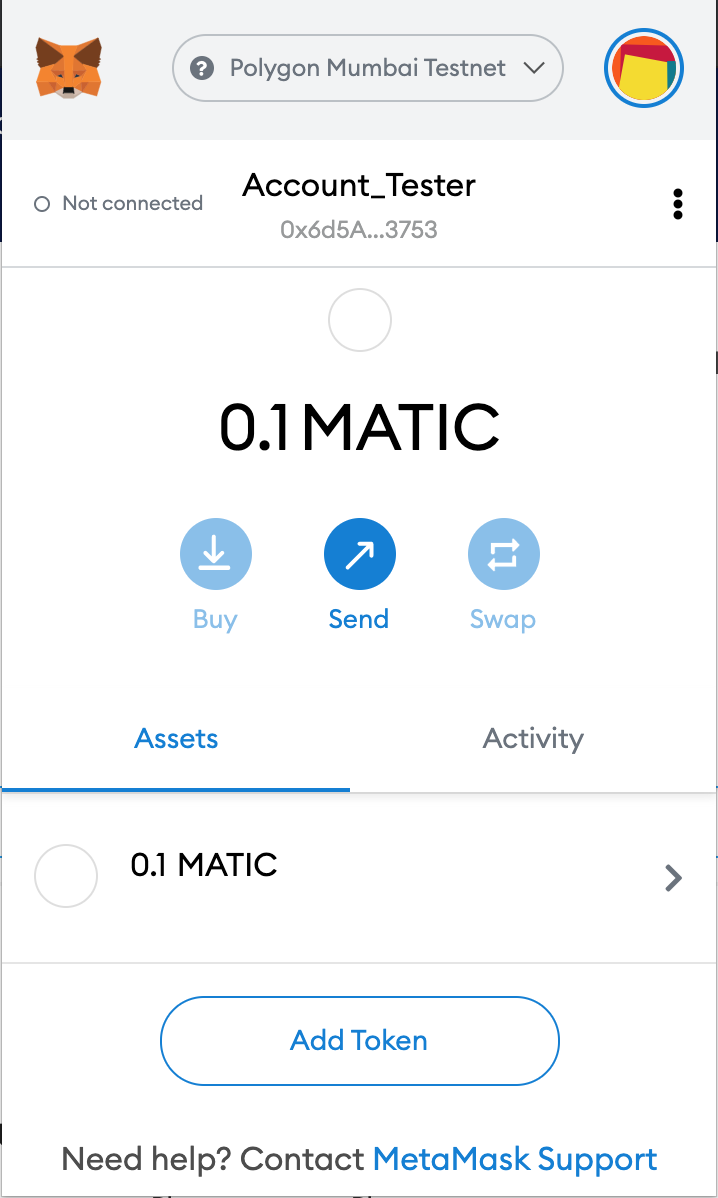 Polygon Mumbai Testnet
Not connected
Account_Tester
0x6d5A...3753
0.1 MATIC
Buy
Send
Swap
Assets
Activity
0.1 MATIC
Add Token
Need help? Contact MetaMask Support